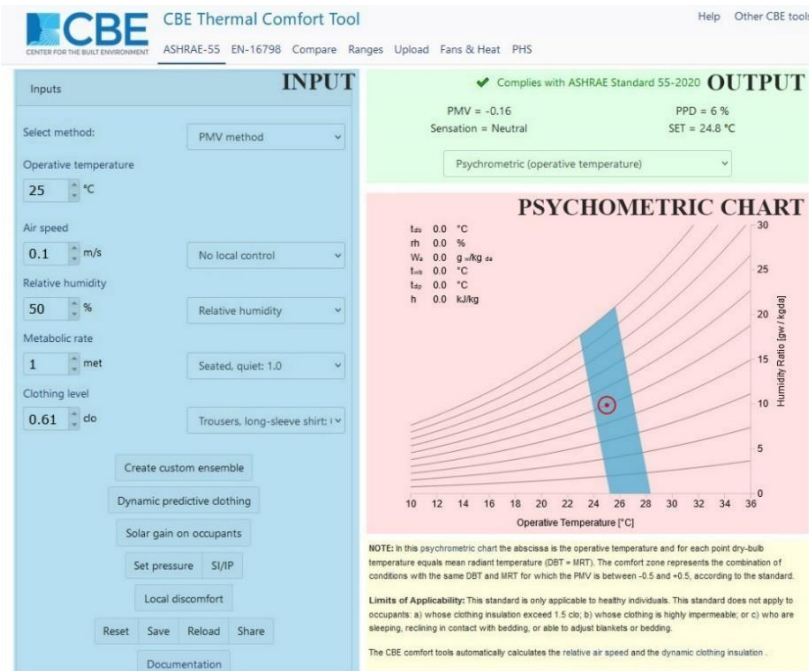 CBE
CENTER FOR THE BUILT ENVIRONMENT
CBE Thermal Comfort Tool
Help Other CBE tools
ASHRAE-55 EN-16798 Compare Ranges Upload Fans & Heat PHS
Inputs
INPUT
Select method:
PMV method
Operative temperature
25 °C
Air speed
0.1 m/s
No local control
Relative humidity
50 %
Relative humidity
Metabolic rate
1 met
Seated, quiet: 1.0
Clothing level
0.61 clo
Trousers, long-sleeve shirt:
Create custom ensemble
Dynamic predictive clothing
Solar gain on occupants
Set pressure SI/IP
Local discomfort
Reset Save Reload Share
Documentation
✔ Complies with ASHRAE Standard 55-2020 OUTPUT
PMV = -0.16 PPD = 6 %
Sensation = Neutral SET = 24.8 °C
Psychrometric (operative temperature)
PSYCHOMETRIC CHART
tdb 0.0 °C
rh 0.0 %
Wa 0.0 g w/kg da
twb 0.0 °C
tdp 0.0 °C
h 0.0 kJ/kg
30
25
20
15
10
5
0
Humidity Ratio [gw / kgda]
10 12 14 16 18 20 22 24 26 28 30 32 34 36
Operative Temperature [°C]
NOTE: In this psychrometric chart the abscissa is the operative temperature and for each point dry-bulb
temperature equals mean radiant temperature (DBT = MRT). The comfort zone represents the combination of
conditions with the same DBT and MRT for which the PMV is between -0.5 and +0.5, according to the standard.
Limits of Applicability: This standard is only applicable to healthy individuals. This standard does not apply to
occupants: a) whose clothing insulation exceed 1.5 clo; b) whose clothing is highly impermeable; or c) who are
sleeping, reclining in contact with bedding, or able to adjust blankets or bedding.
The CBE comfort tools automatically calculates the relative air speed and the dynamic clothing insulation .